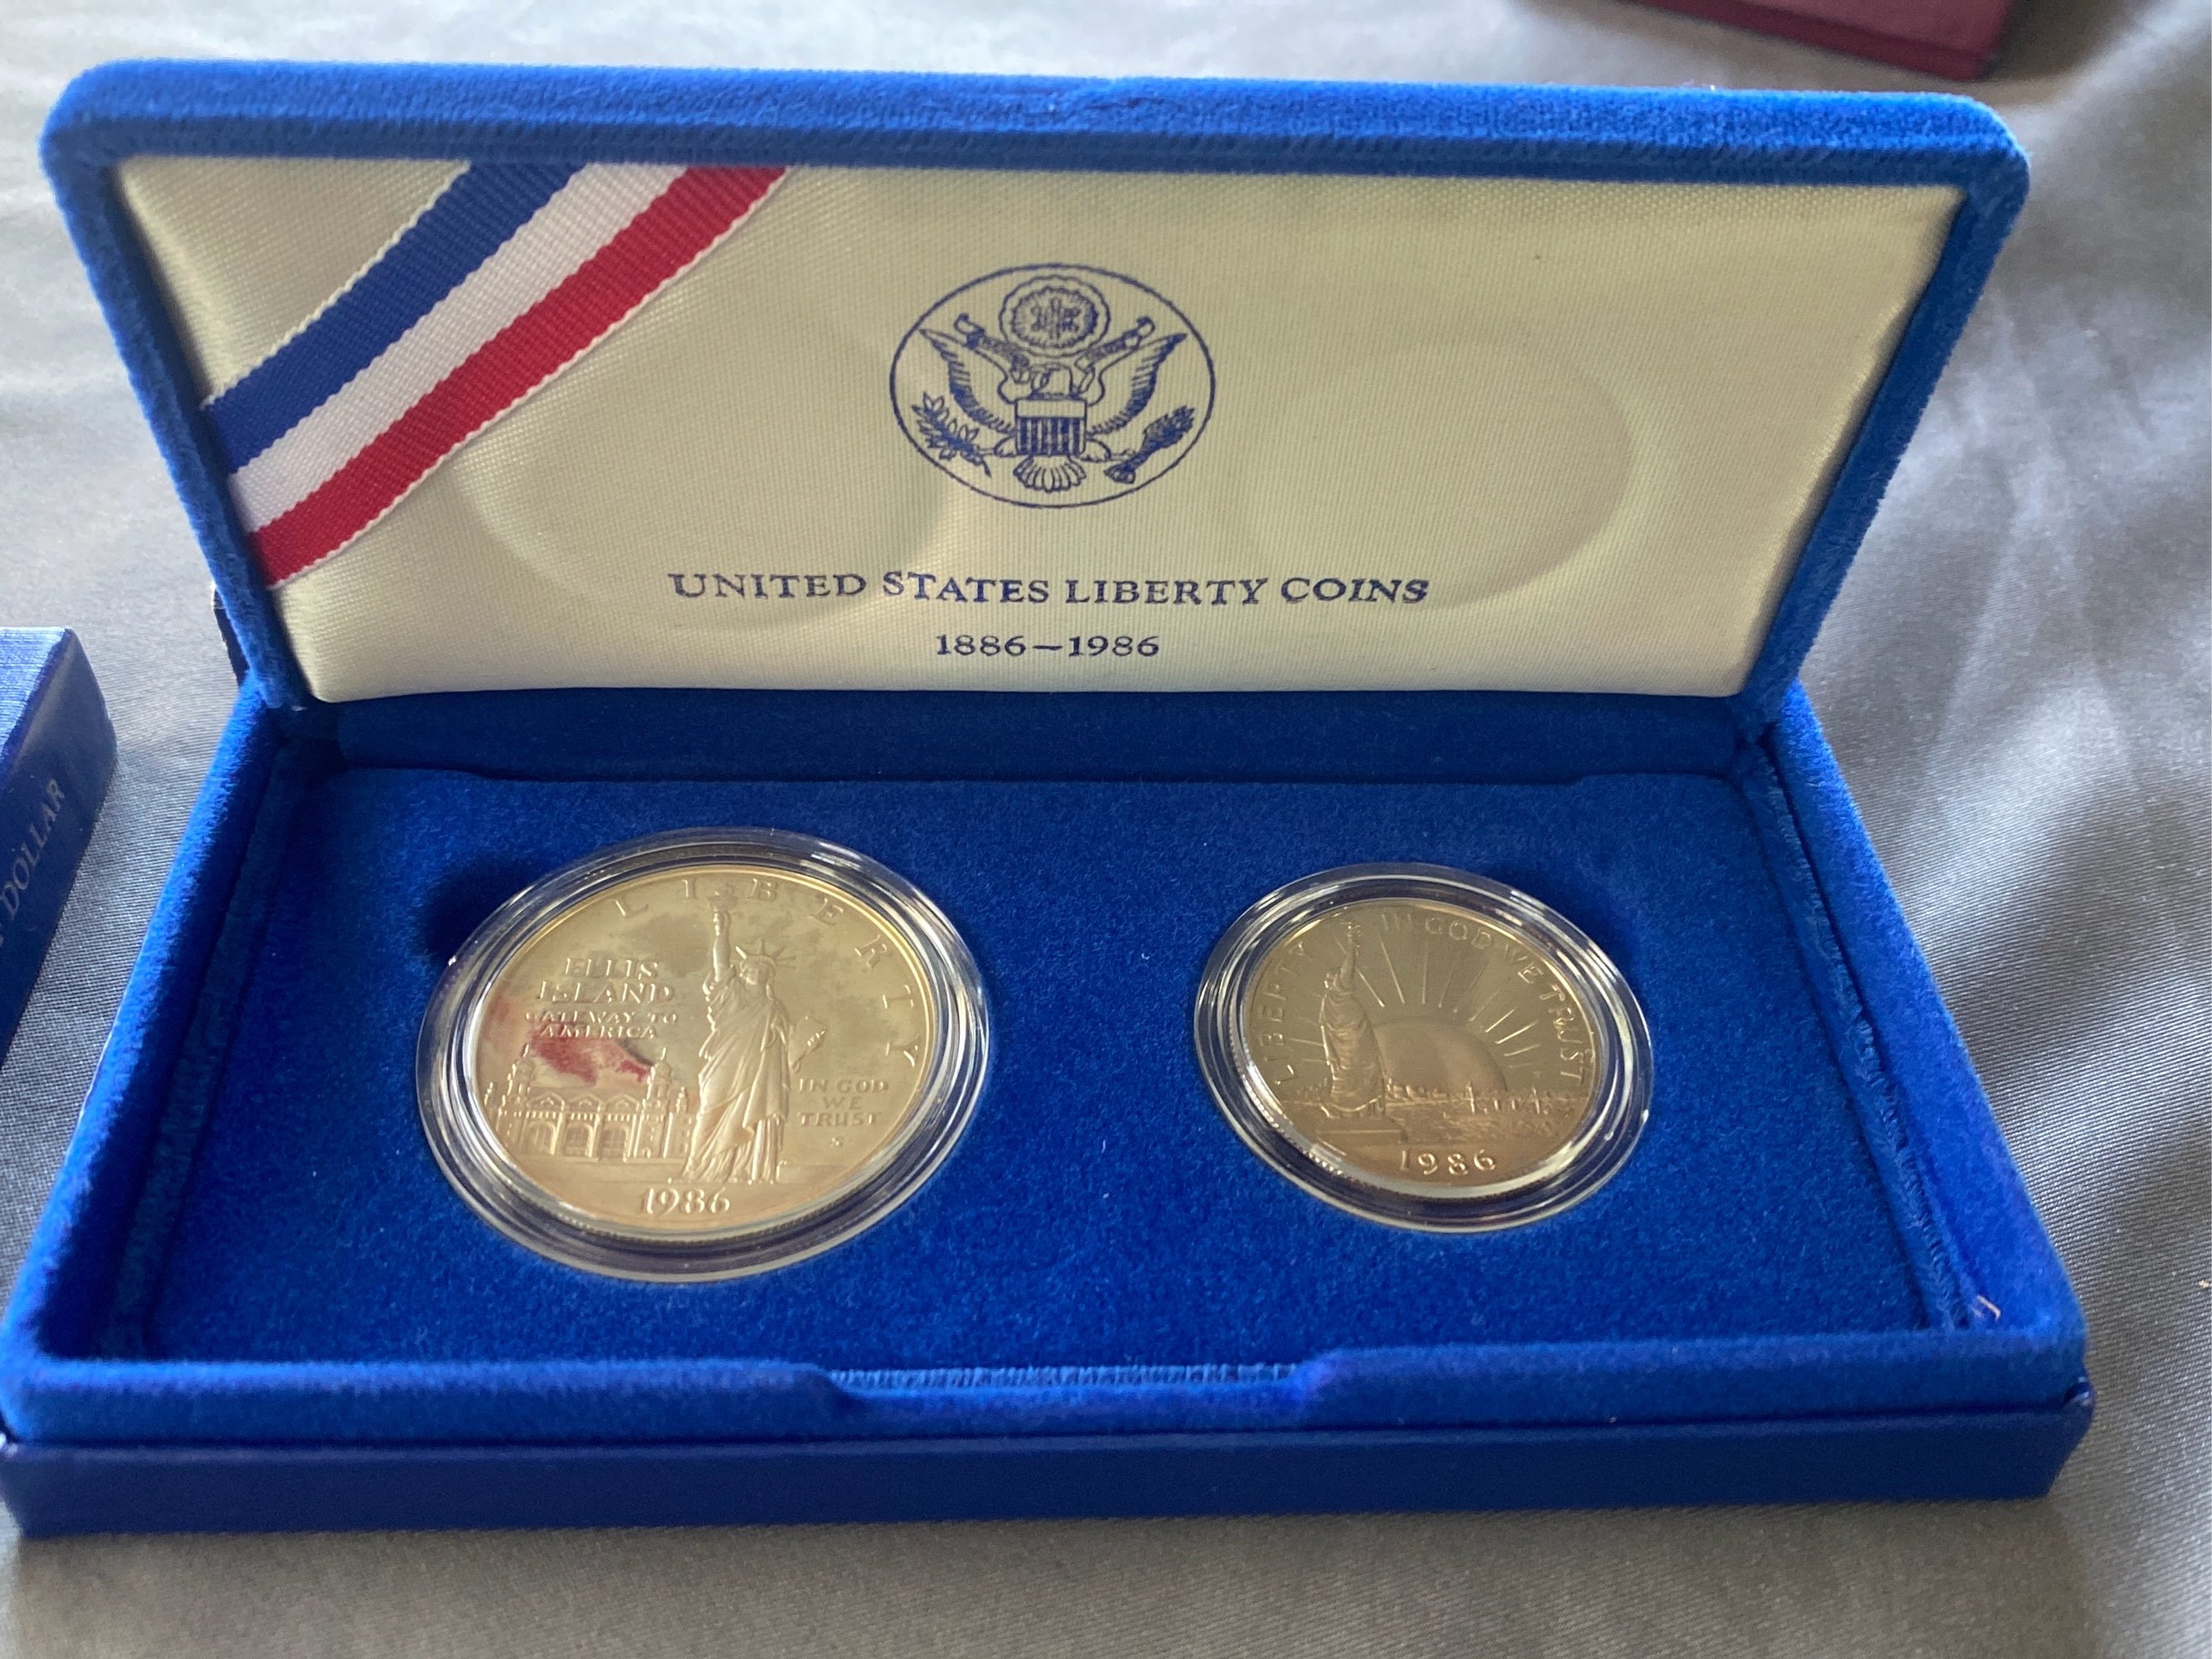 UNITED STATES LIBERTY COINS
1886–1986
DOLLAR
LIBERTY
ELLIS
ISLAND
GATEWAY TO
AMERICA
IN GOD
WE
TRUST
S
1986
LIBERTY
IN GOD WE TRUST
1986